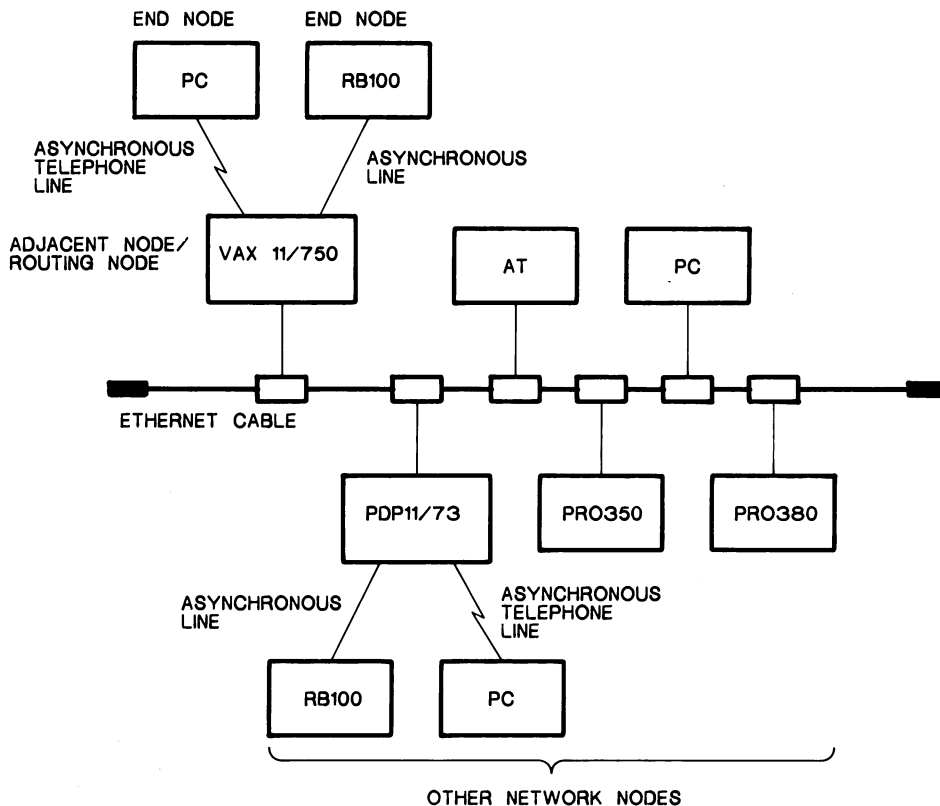 END NODE
END NODE
PC
RB100
ASYNCHRONOUS
TELEPHONE
LINE
ASYNCHRONOUS
LINE
ADJACENT NODE/
ROUTING NODE
VAX 11/750
AT
PC
ETHERNET CABLE
PDP11/73
PRO350
PRO380
ASYNCHRONOUS
LINE
ASYNCHRONOUS
TELEPHONE
LINE
RB100
PC
OTHER NETWORK NODES